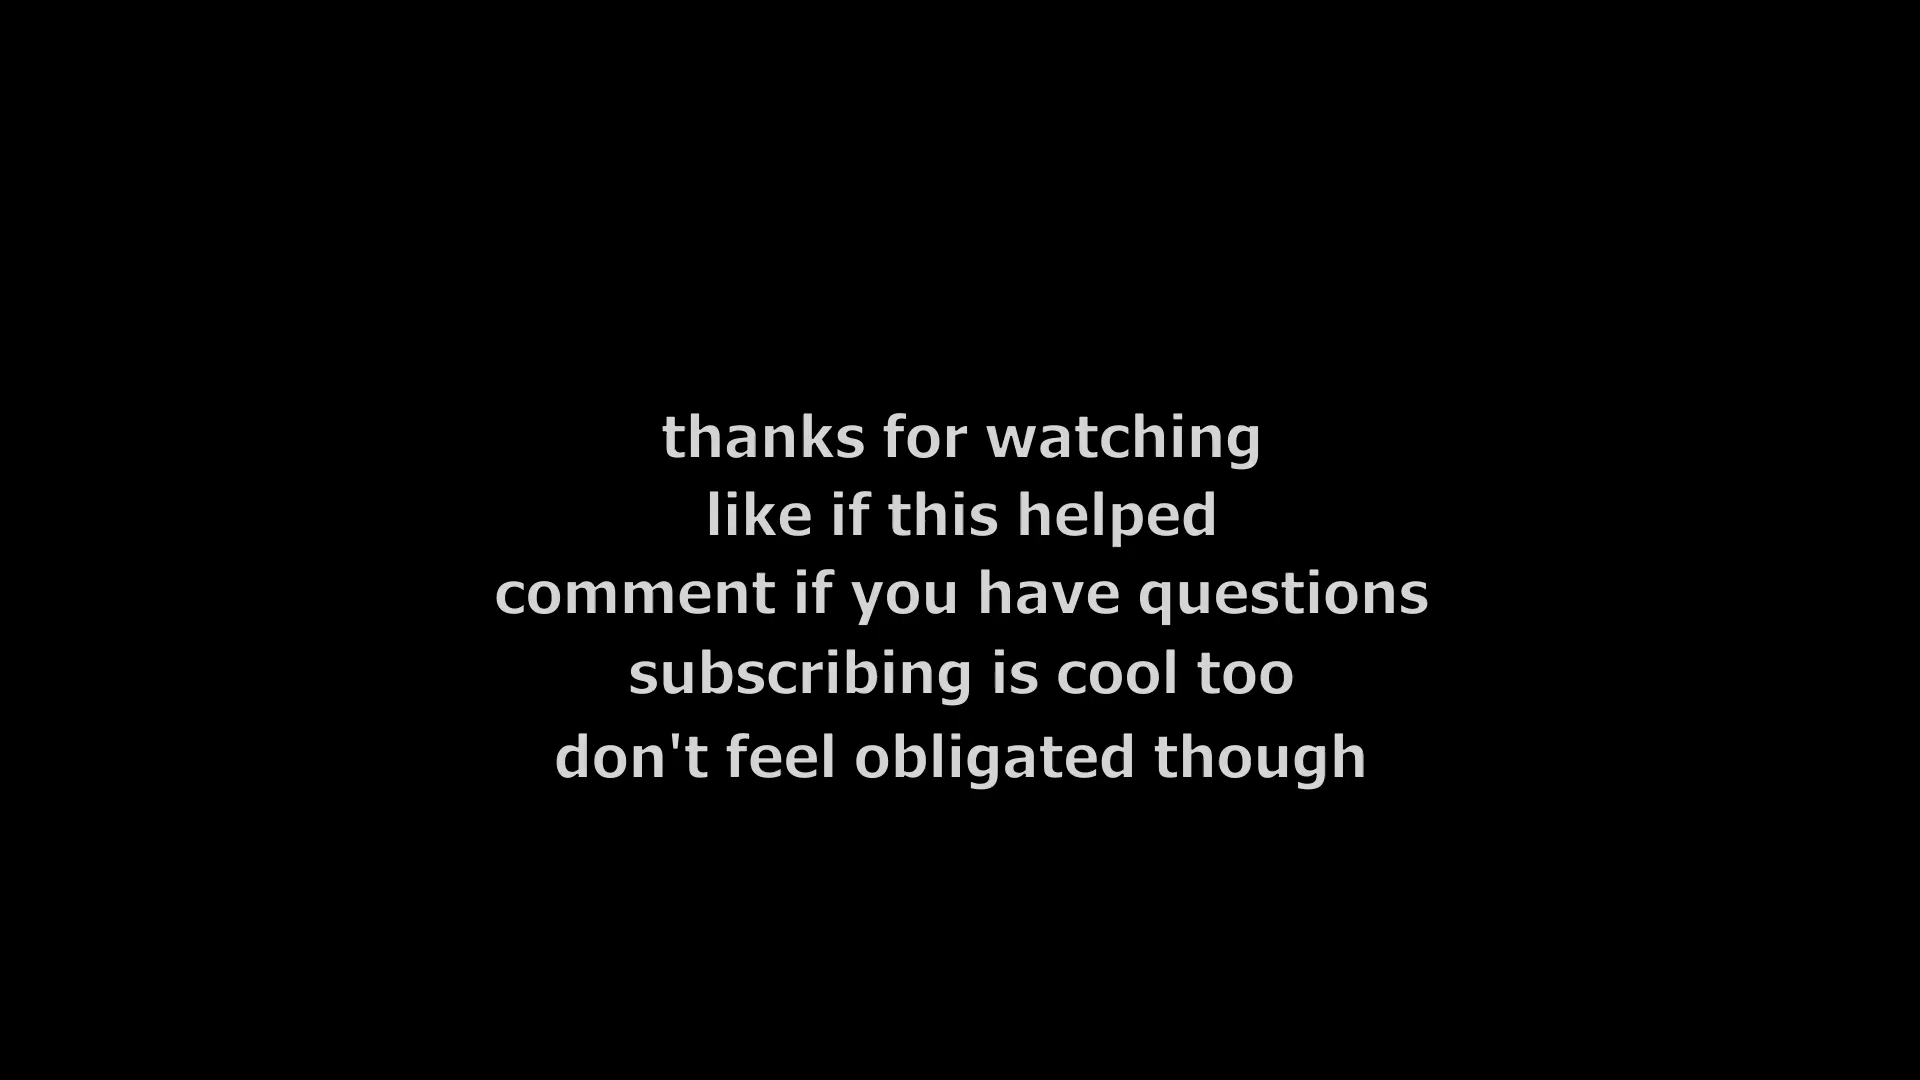 thanks for watching
like if this helped
comment if you have questions
subscribing is cool too
don't feel obligated though